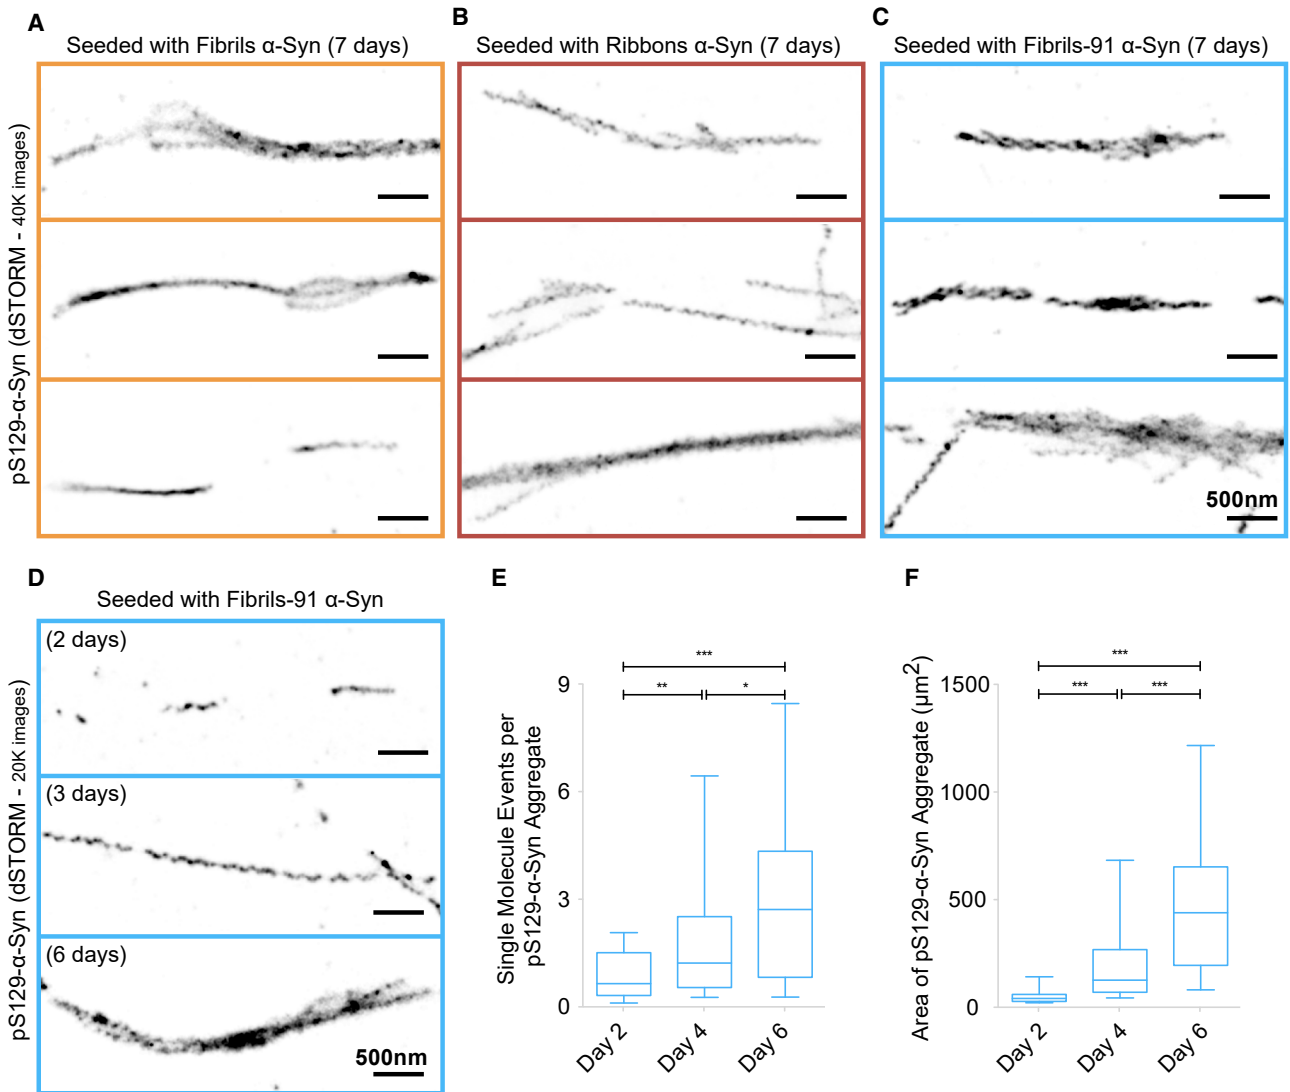 A
Seeded with Fibrils α-Syn (7 days)
B
Seeded with Ribbons α-Syn (7 days)
C
Seeded with Fibrils-91 α-Syn (7 days)
pS129-α-Syn (dSTORM - 40K images)
500nm
D
Seeded with Fibrils-91 α-Syn
pS129-α-Syn (dSTORM - 20K images)
(2 days)
(3 days)
(6 days)
500nm
E
Single Molecule Events per
pS129-α-Syn Aggregate
***
**
*
9
6
3
0
Day 2
Day 4
Day 6
F
Area of pS129-α-Syn Aggregate (µm²)
***
***
***
1500
1000
500
0
Day 2
Day 4
Day 6